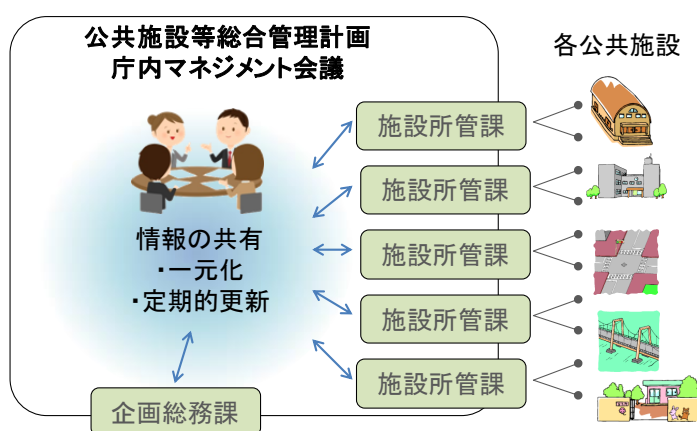 公共施設等総合管理計画
庁内マネジメント会議
各公共施設
施設所管課
施設所管課
情報の共有
・一元化
・定期的更新
施設所管課
施設所管課
施設所管課
企画総務課